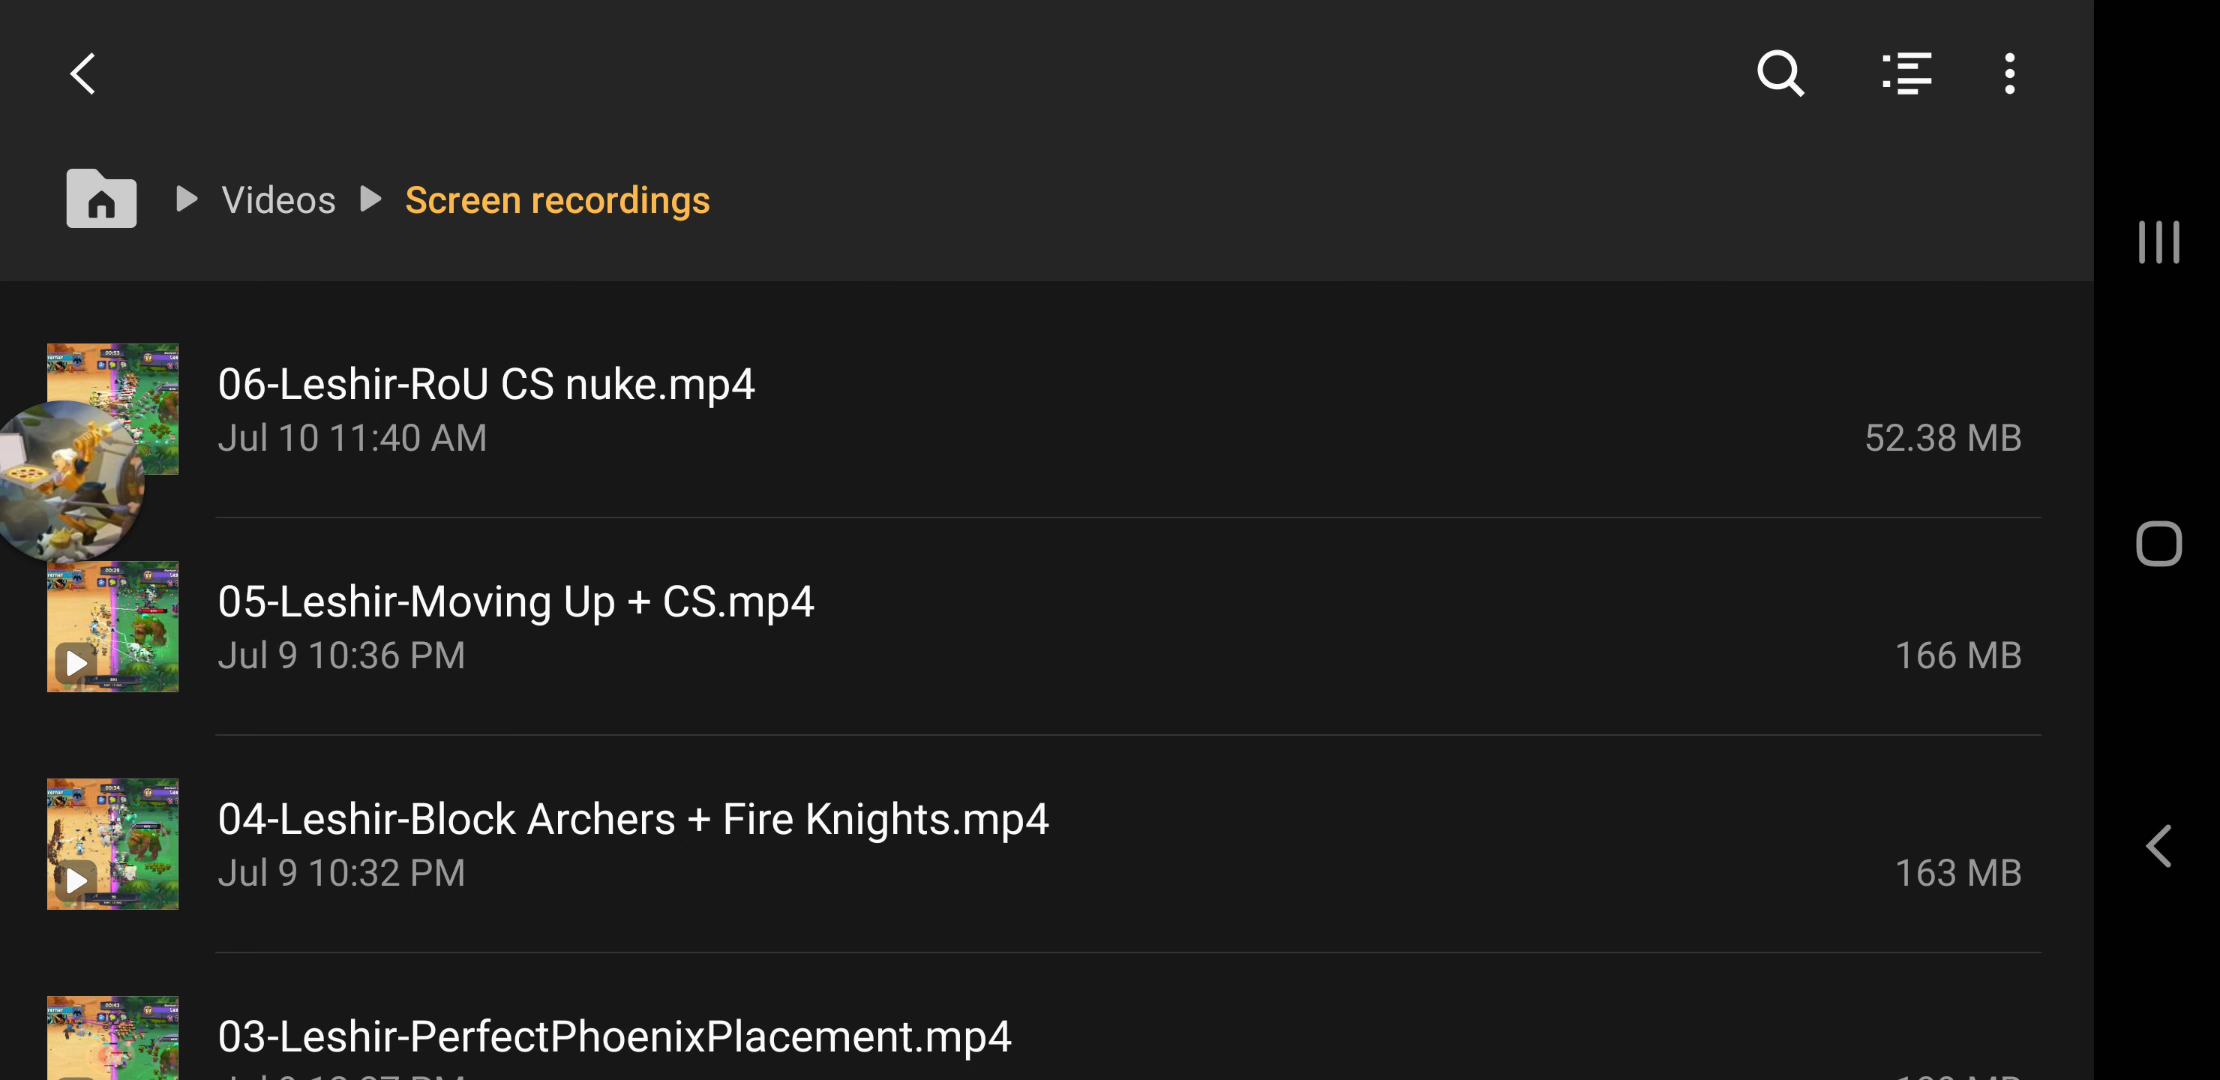 Videos
Screen recordings
06-Leshir-RoU CS nuke.mp4
Jul 10 11:40 AM
52.38 MB
05-Leshir-Moving Up + CS.mp4
Jul 9 10:36 PM
166 MB
04-Leshir-Block Archers + Fire Knights.mp4
Jul 9 10:32 PM
163 MB
03-Leshir-PerfectPhoenixPlacement.mp4